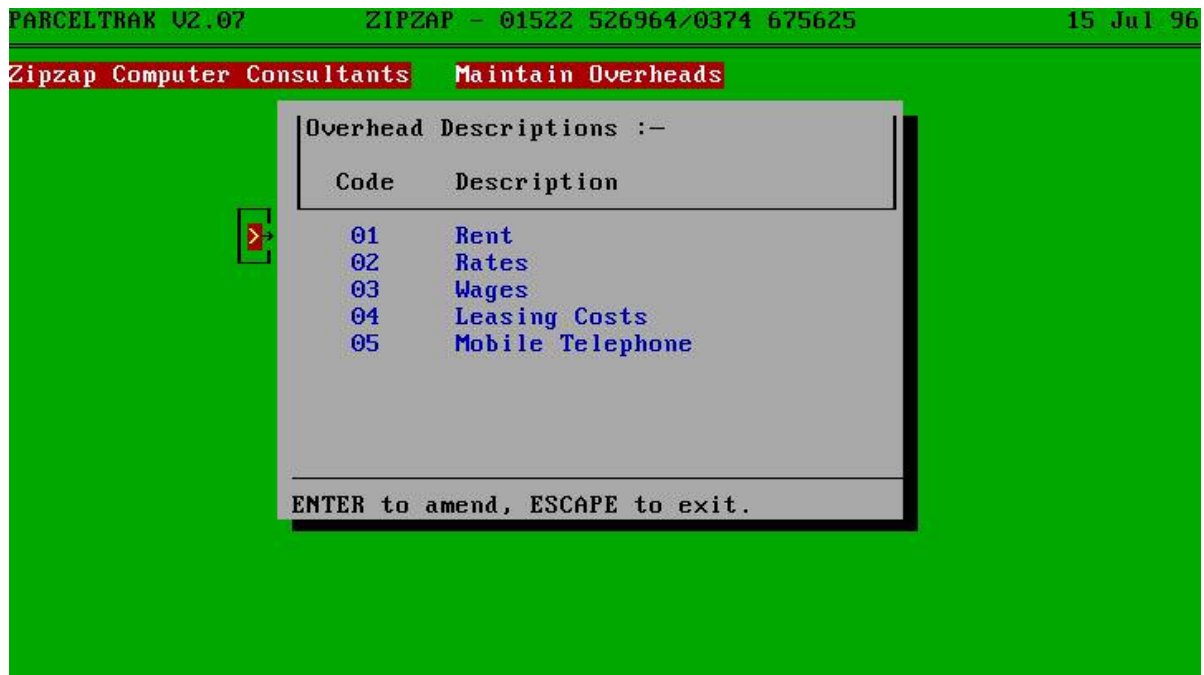 PARCELTRAK V2.07 ZIPZAP - 01522 526964/0374 675625 15 Jul 96
Zipzap Computer Consultants Maintain Overheads
Overhead Descriptions :-
Code Description
> 01 Rent
02 Rates
03 Wages
04 Leasing Costs
05 Mobile Telephone
ENTER to amend, ESCAPE to exit.